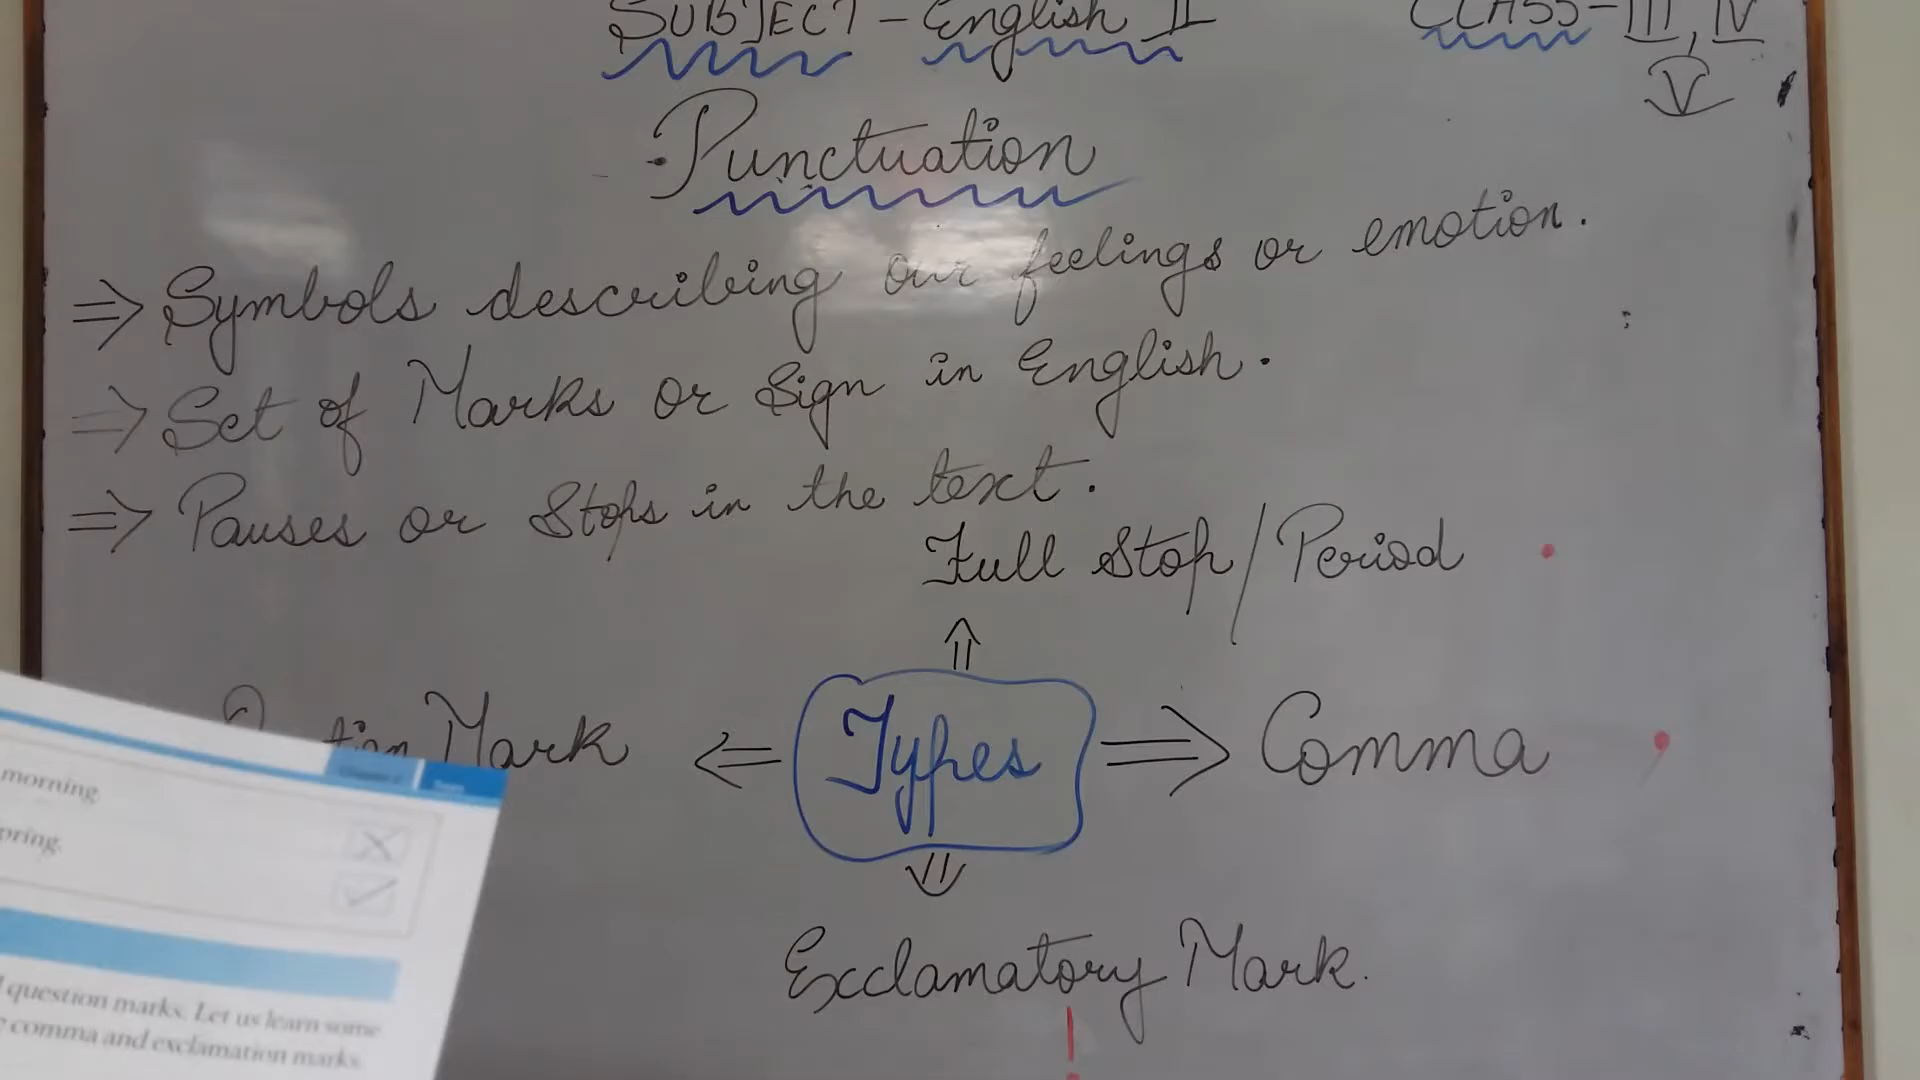 SUBJECT - English II
CLASS - III, IV
V
Punctuation
⇒ Symbols describing our feelings or emotion.
⇒ Set of Marks or Sign in English.
⇒ Pauses or Stops in the text.
Full Stop/Period .
Mark ⇐ Types ⇒ Comma ,
Exclamatory Mark.
!
morning
pring.
question marks. Let us learn some
comma and exclamation marks.